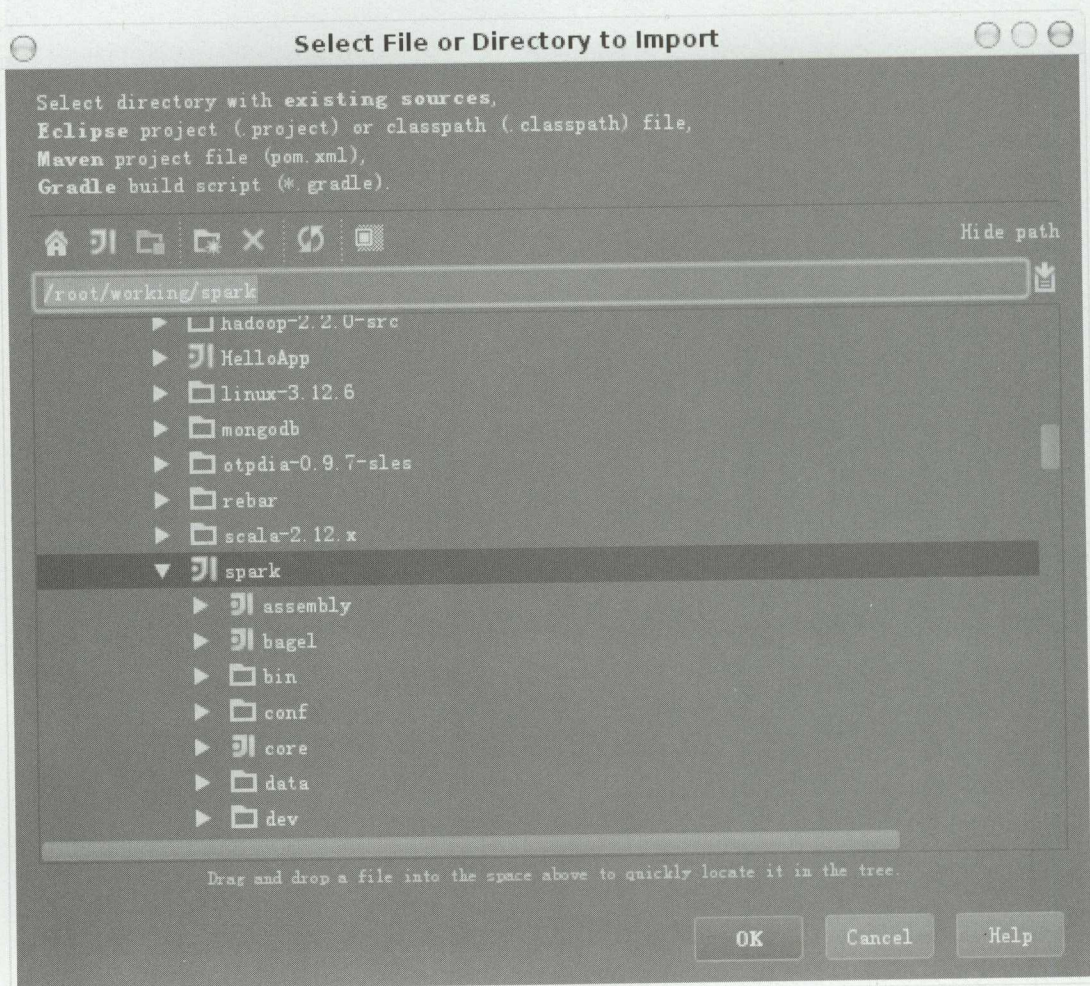 Select File or Directory to Import
Select directory with existing sources,
Eclipse project (.project) or classpath (.classpath) file,
Maven project file (pom.xml),
Gradle build script (*.gradle).
Hide path
/root/working/spark
hadoop-2.2.0-src
HelloApp
linux-3.12.6
mongodb
otpdia-0.9.7-sles
rebar
scala-2.12.x
spark
assembly
bagel
bin
conf
core
data
dev
Drag and drop a file into the space above to quickly locate it in the tree.
OK
Cancel
Help